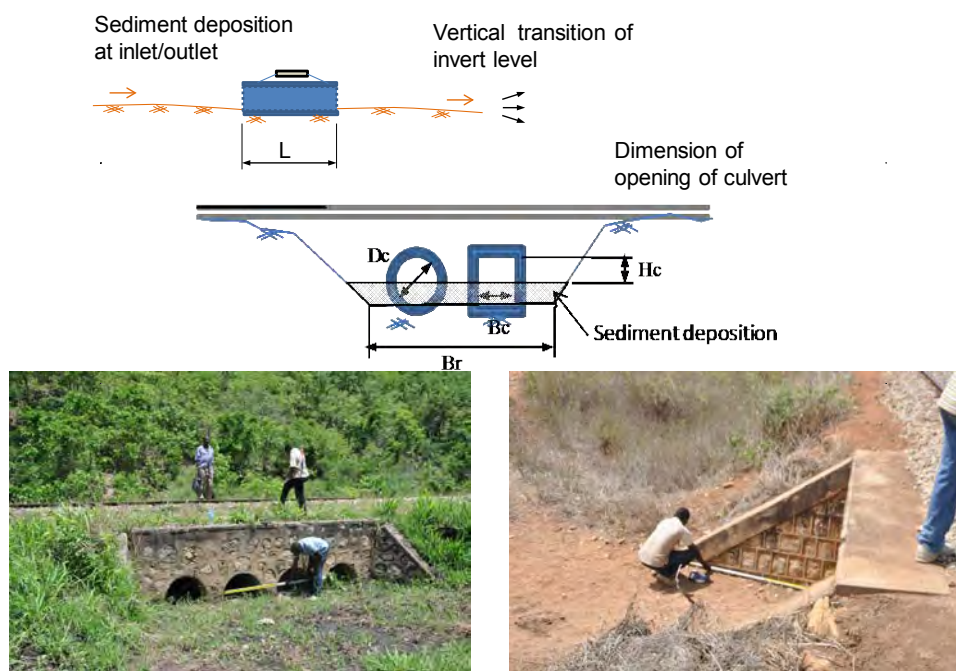 Sediment deposition
at inlet/outlet
Vertical transition of
invert level
L
Dimension of
opening of culvert
Dc
Hc
Bc
Sediment deposition
Br